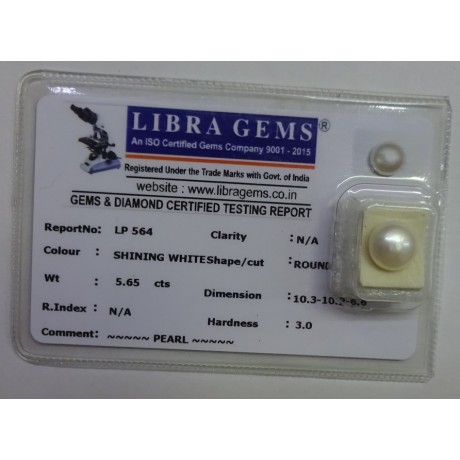 LIBRA GEMS®
An ISO Certified Gems Company 9001 - 2015
Registered Under the Trade Marks with Govt. of India
website : www.libragems.co.in
GEMS & DIAMOND CERTIFIED TESTING REPORT
ReportNo: LP 564 Clarity : N/A
Colour : SHINING WHITE Shape/cut : ROUND
Wt : 5.65 cts Dimension : 10.3-10.2-6.6
R.Index : N/A Hardness : 3.0
Comment: ~~~~~ PEARL ~~~~~